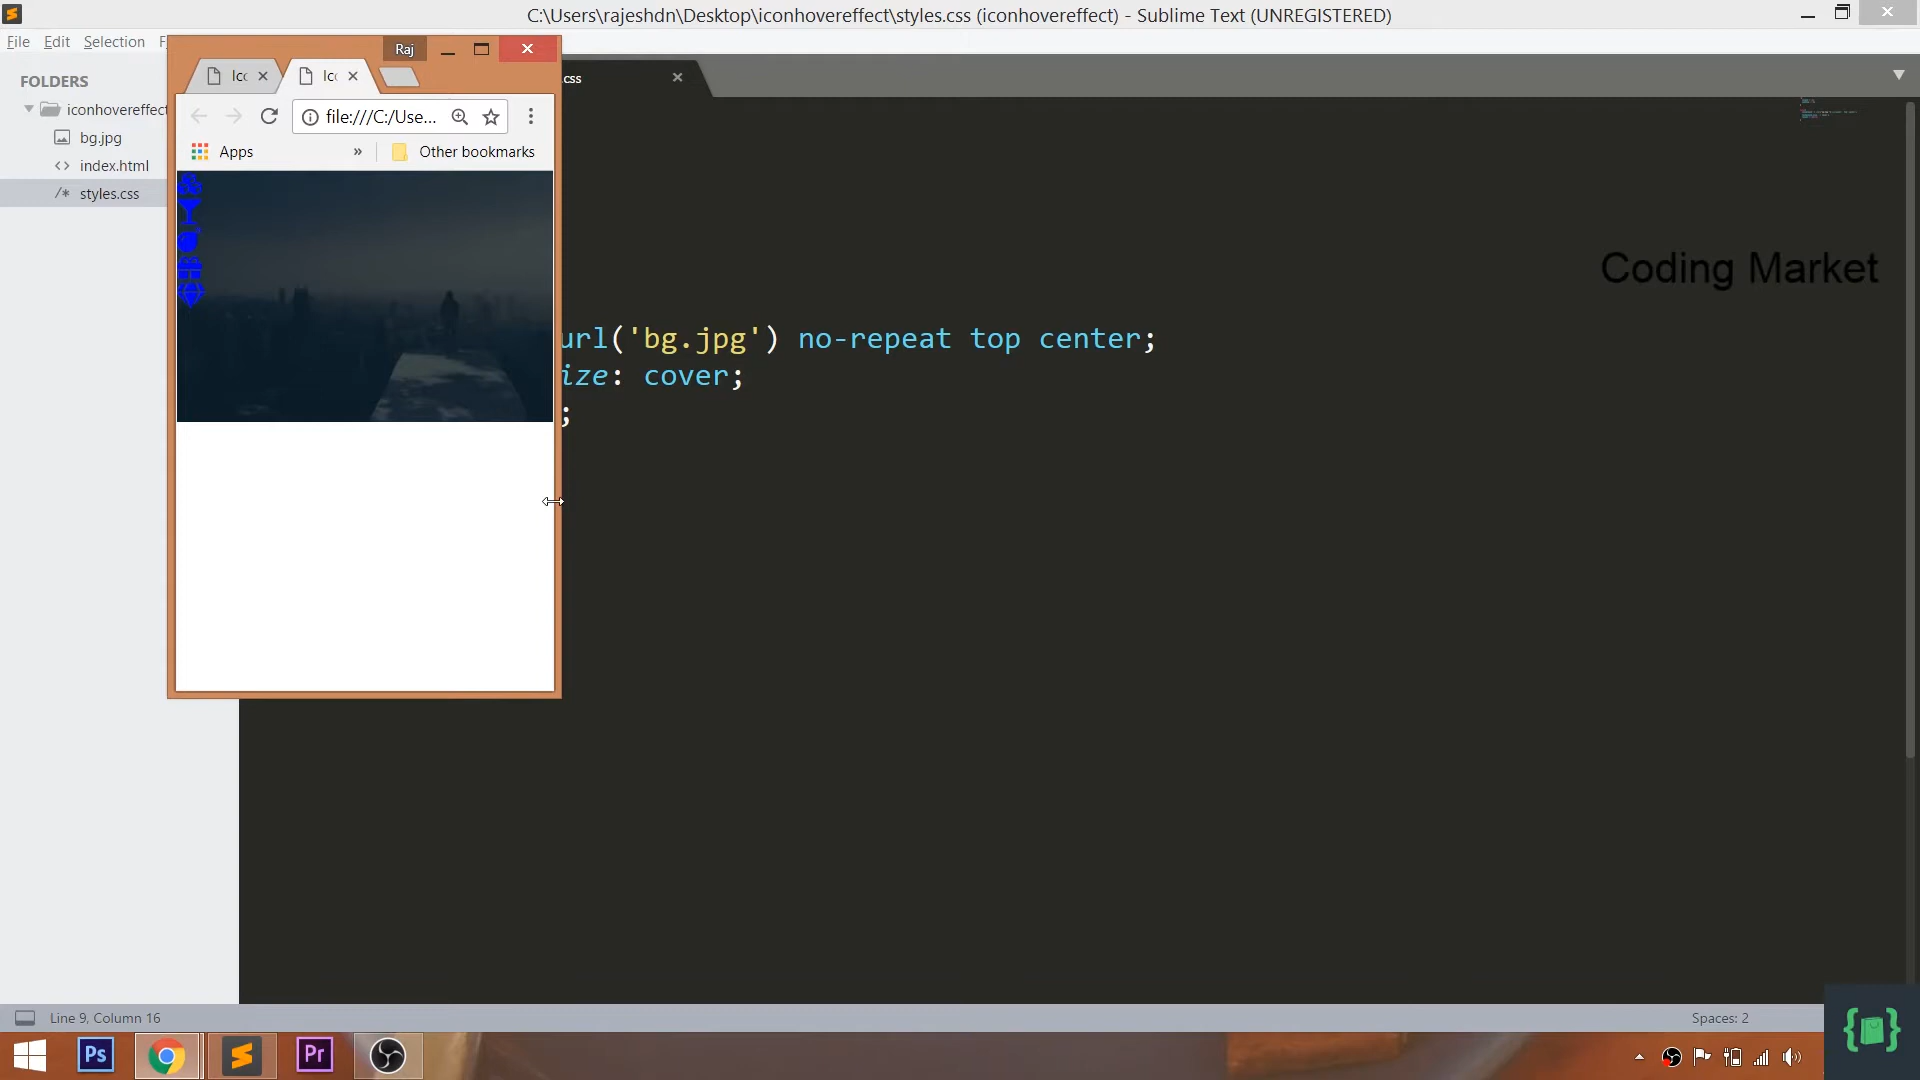 C:\Users\rajeshdn\Desktop\iconhovereffect\styles.css (iconhovereffect) - Sublime Text (UNREGISTERED)
File Edit Selection F
Raj
FOLDERS
iconhovereffect
bg.jpg
index.html
styles.css
Ico
Ico
.css
file:///C:/Use...
Apps
» Other bookmarks
Coding Market
url('bg.jpg') no-repeat top center;
ize: cover;
;
Line 9, Column 16
Spaces: 2
Ps
Pr